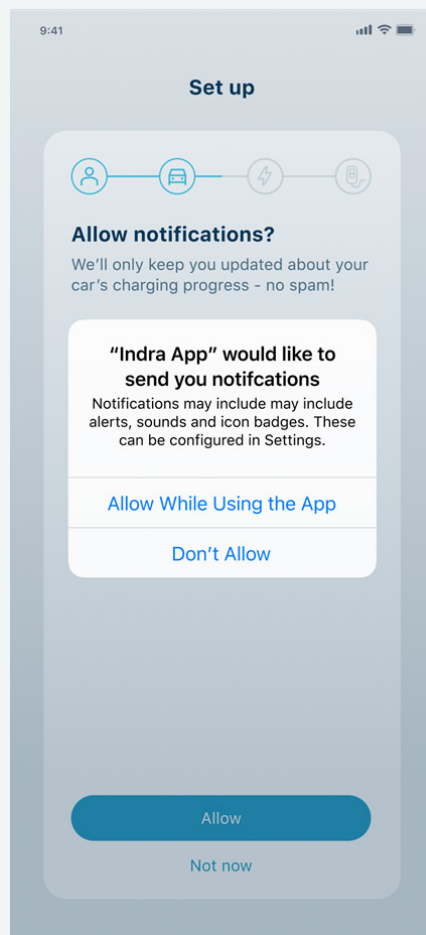 9:41
Set up
Allow notifications?
We’ll only keep you updated about your
car’s charging progress - no spam!
“Indra App” would like to
send you notifcations
Notifications may include may include
alerts, sounds and icon badges. These
can be configured in Settings.
Allow While Using the App
Don’t Allow
Allow
Not now